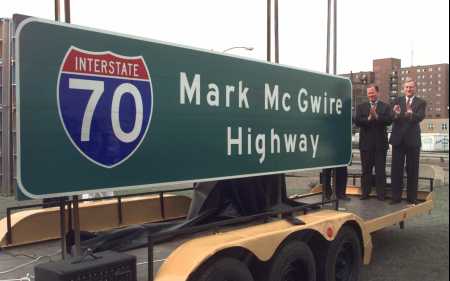 INTERSTATE
70
Mark McGwire
Highway